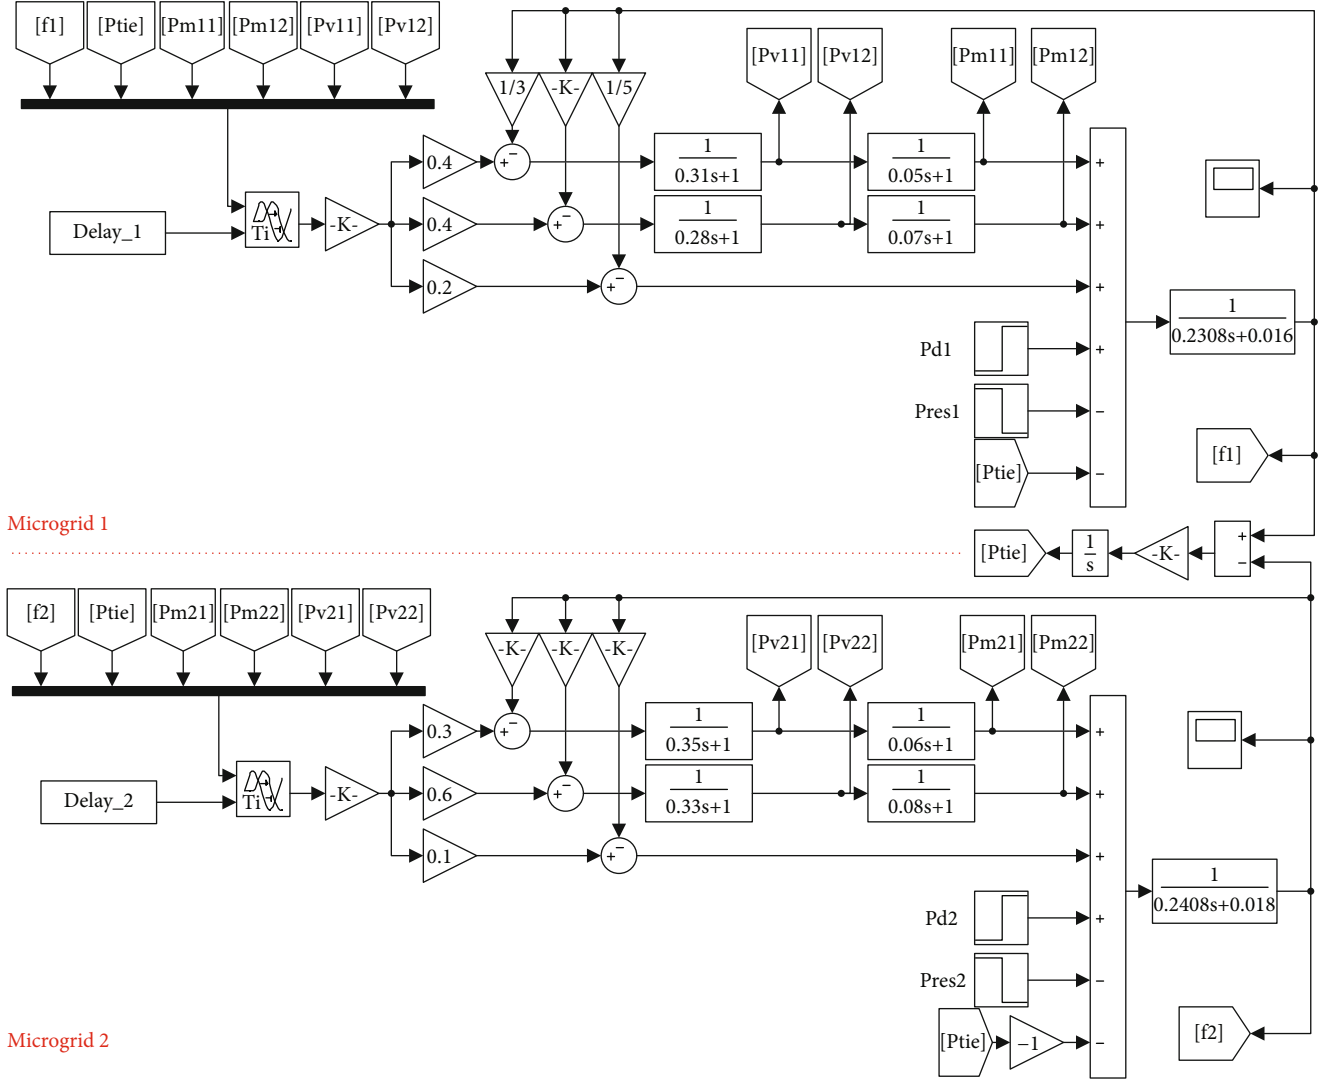 [f1] [Ptie] [Pm11] [Pm12] [Pv11] [Pv12]
[Pv11] [Pv12] [Pm11] [Pm12]
1/3 -K- 1/5
0.4 + − 1 1 +
0.31s+1 0.05s+1
Delay_1 Ti -K- 0.4 + − 1 1 +
0.28s+1 0.07s+1
0.2 + − +
1
0.2308s+0.016
Pd1 +
Pres1 −
[f1]
[Ptie] −
Microgrid 1
[Ptie] 1 -K- +
s −
[f2] [Ptie] [Pm21] [Pm22] [Pv21] [Pv22]
[Pv21] [Pv22] [Pm21] [Pm22]
-K- -K- -K-
0.3 + − 1 1 +
0.35s+1 0.06s+1
Delay_2 Ti -K- 0.6 + − 1 1 +
0.33s+1 0.08s+1
0.1 + − +
1
0.2408s+0.018
Pd2 +
Pres2 −
[f2]
[Ptie] −1 −
Microgrid 2